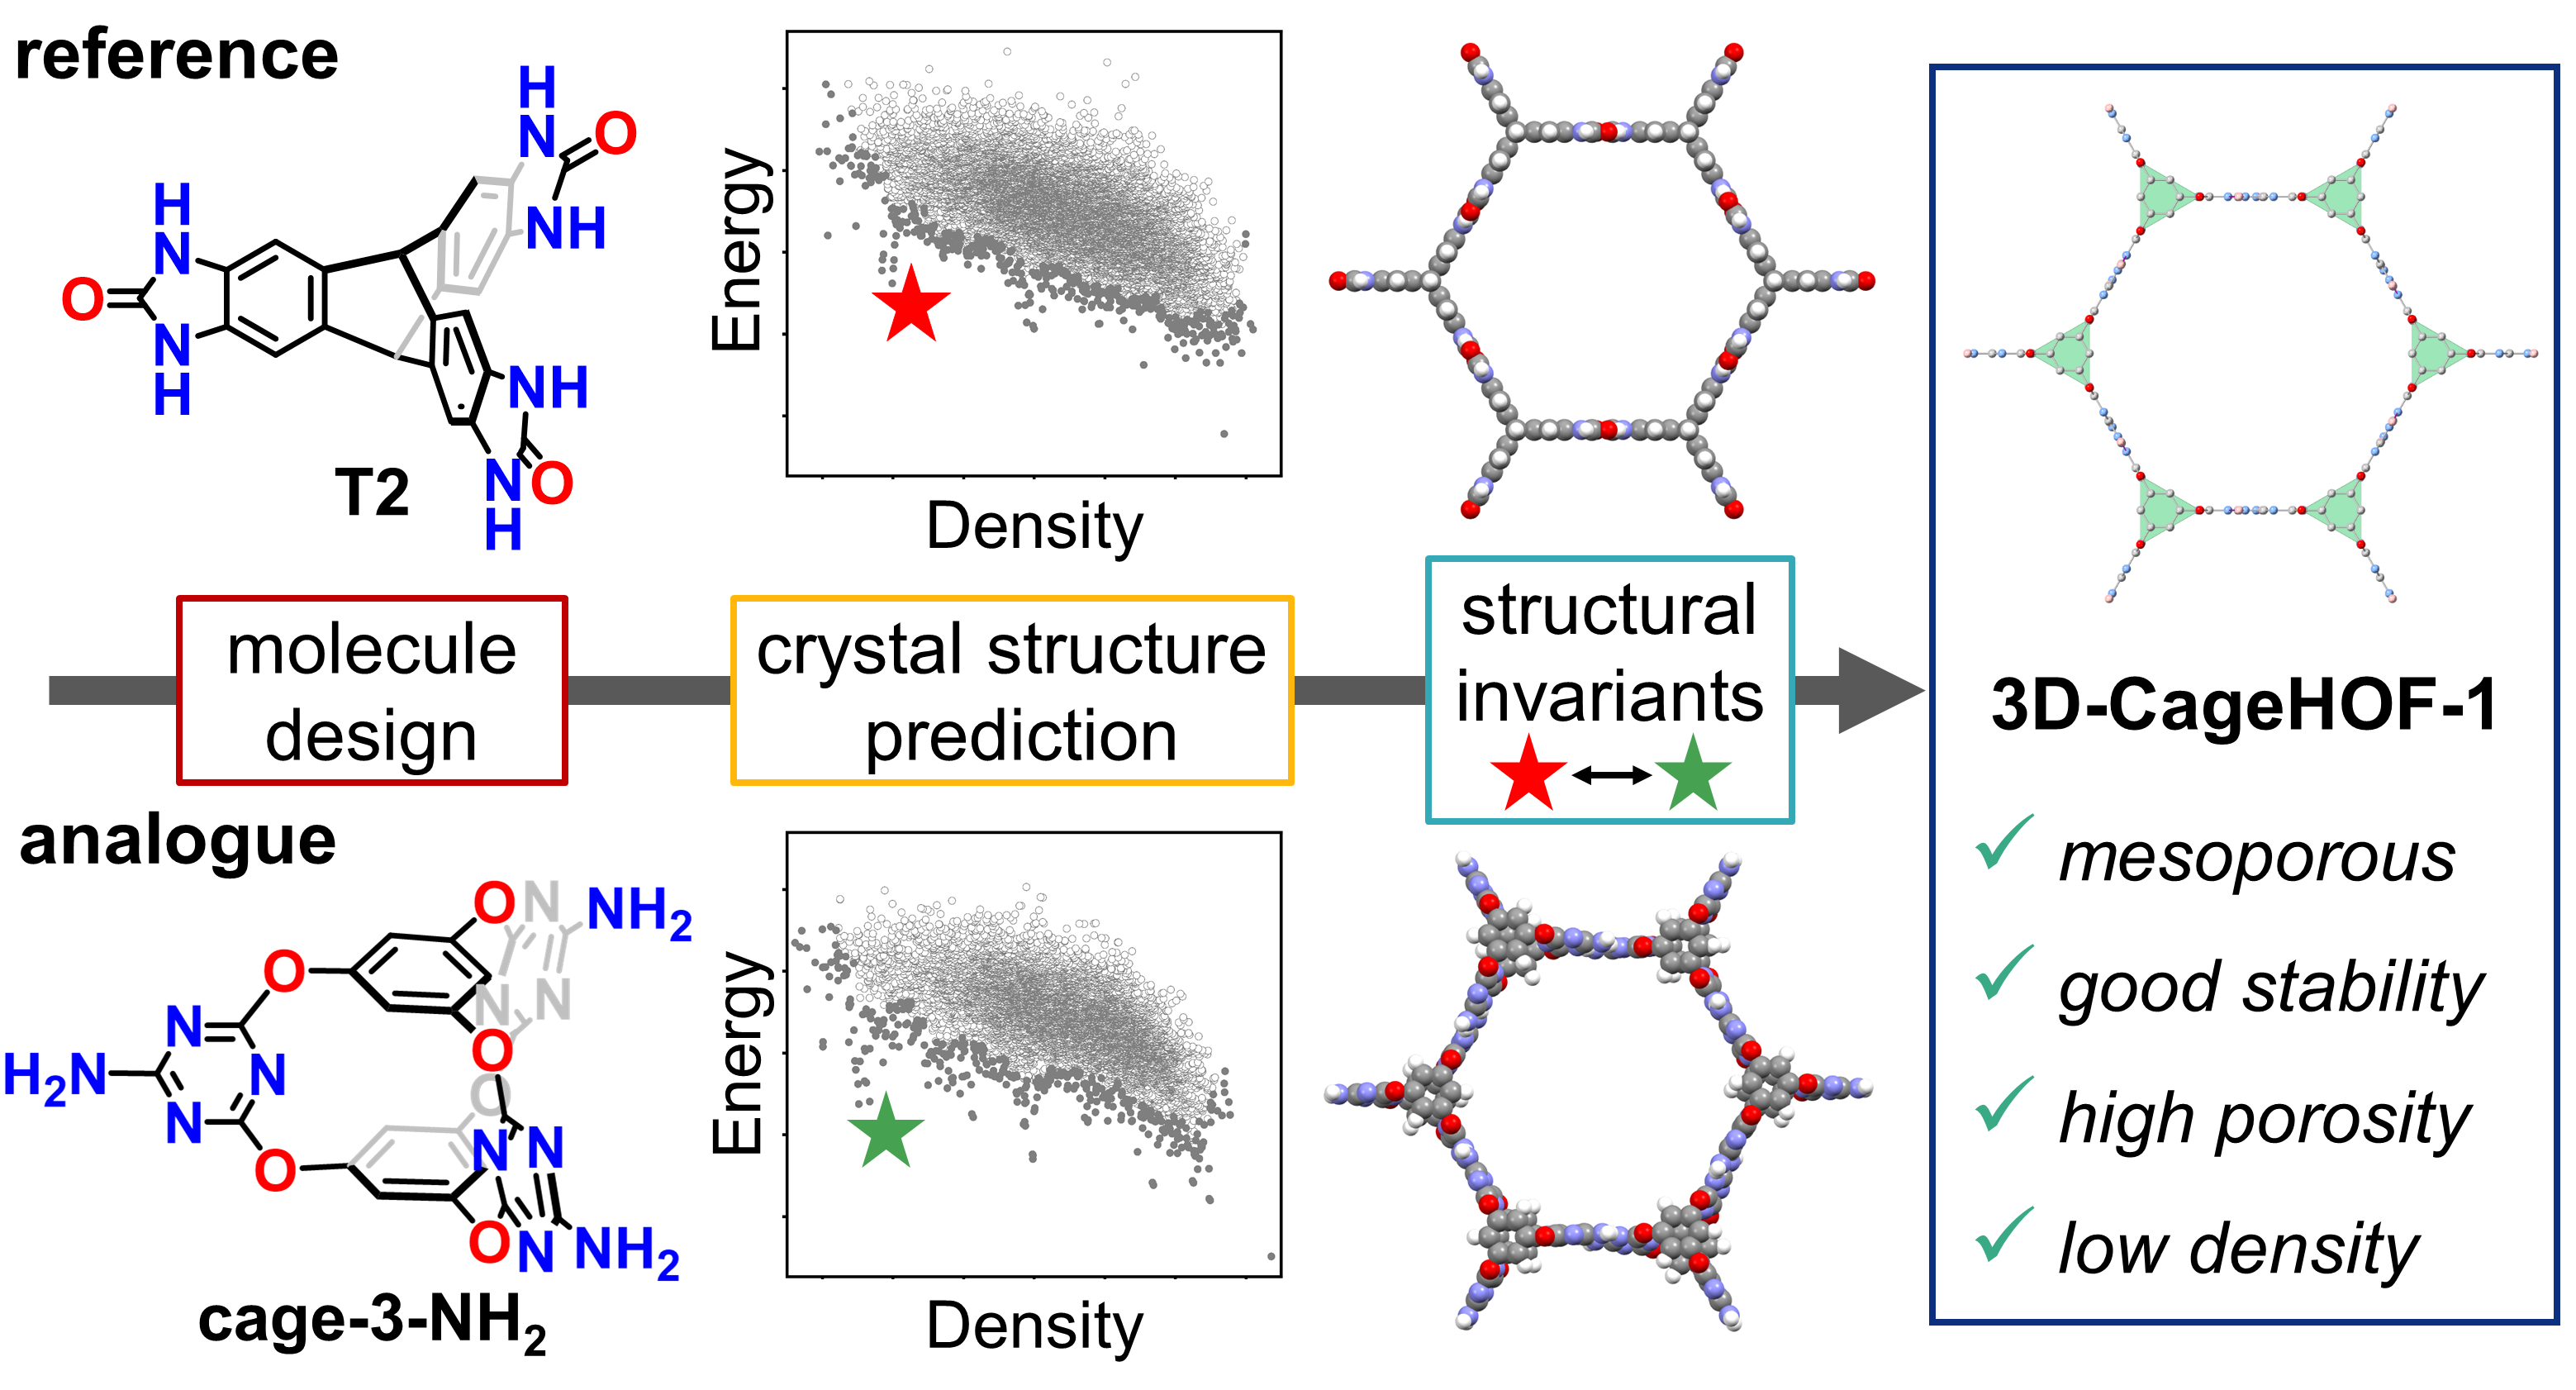 reference
H
N
O
NH
H
N
O
N
H
NH
N
O
H
T2
Energy
Density
molecule
design
crystal structure
prediction
structural
invariants
3D-CageHOF-1
✓ mesoporous
✓ good stability
✓ high porosity
✓ low density
analogue
O
N
NH₂
O
N
N
N
O
H₂N
N
O
N
N
N
O
O
N
NH₂
cage-3-NH₂
Energy
Density